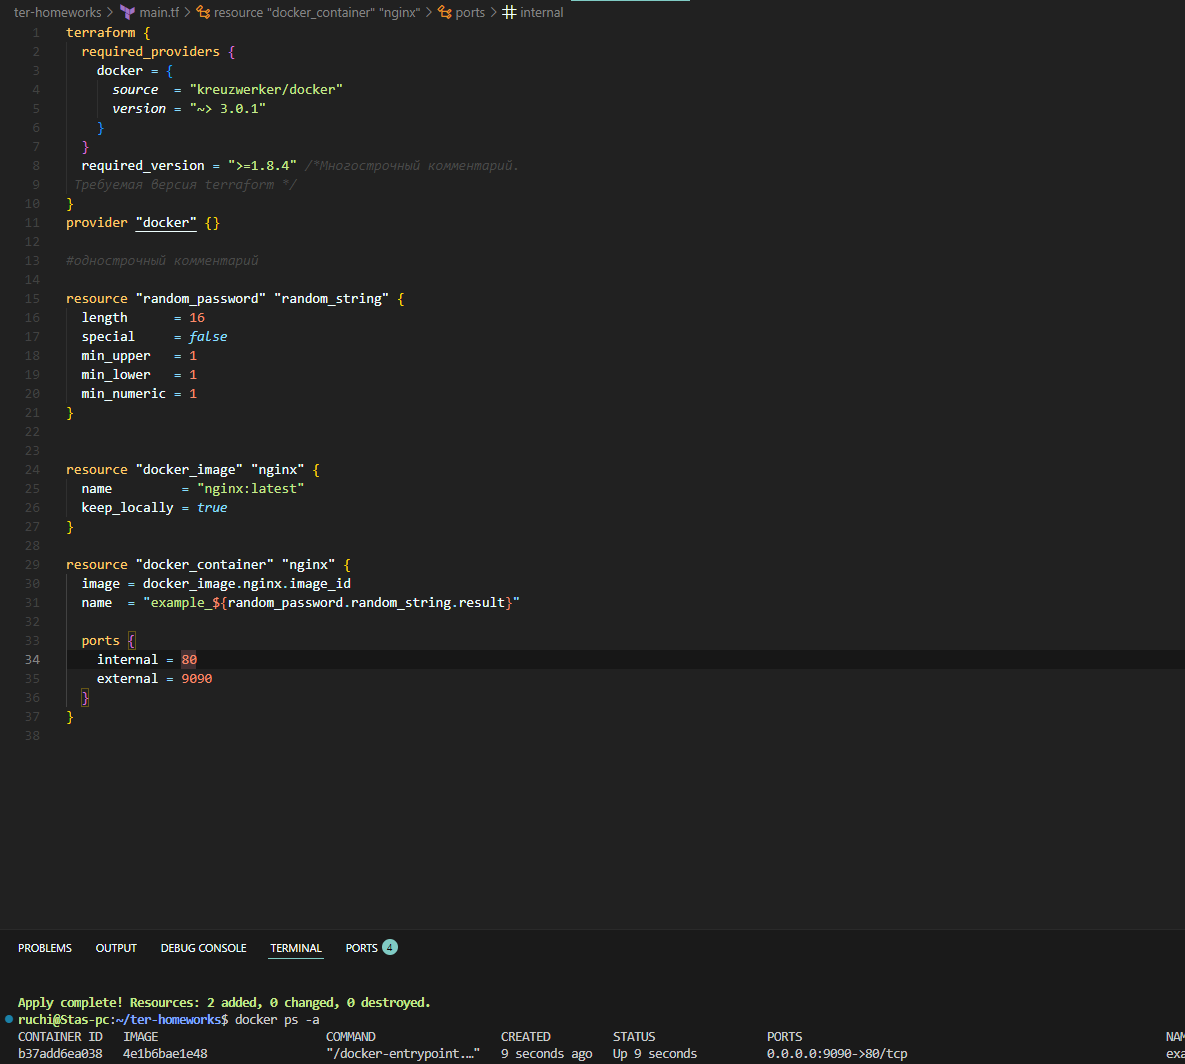 ter-homeworks > main.tf > resource "docker_container" "nginx" > ports > internal
1 terraform {
2 required_providers {
3 docker = {
4 source = "kreuzwerker/docker"
5 version = "~> 3.0.1"
6 }
7 }
8 required_version = ">=1.8.4" /*Многострочный комментарий.
9 Требуемая версия terraform */
10 }
11 provider "docker" {}
12
13 #однострочный комментарий
14
15 resource "random_password" "random_string" {
16 length = 16
17 special = false
18 min_upper = 1
19 min_lower = 1
20 min_numeric = 1
21 }
22
23
24 resource "docker_image" "nginx" {
25 name = "nginx:latest"
26 keep_locally = true
27 }
28
29 resource "docker_container" "nginx" {
30 image = docker_image.nginx.image_id
31 name = "example_${random_password.random_string.result}"
32
33 ports {
34 internal = 80
35 external = 9090
36 }
37 }
38
PROBLEMS OUTPUT DEBUG CONSOLE TERMINAL PORTS 4
Apply complete! Resources: 2 added, 0 changed, 0 destroyed.
ruchi@Stas-pc:~/ter-homeworks$ docker ps -a
CONTAINER ID IMAGE COMMAND CREATED STATUS PORTS
b37add6ea038 4e1b6bae1e48 "/docker-entrypoint.…" 9 seconds ago Up 9 seconds 0.0.0.0:9090->80/tcp